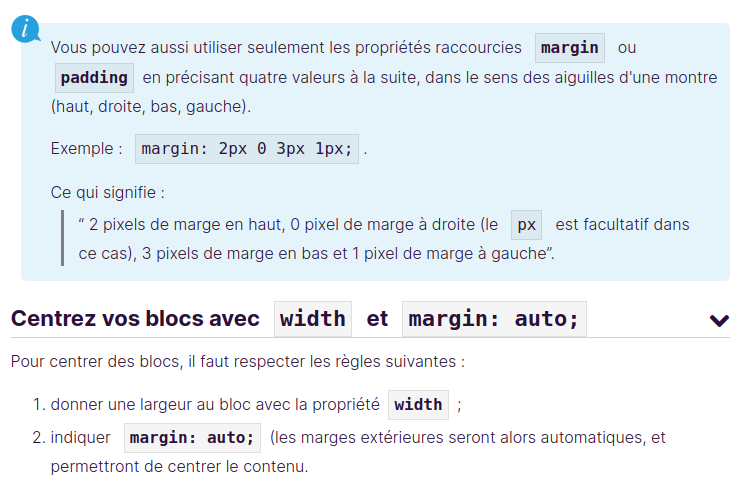 Vous pouvez aussi utiliser seulement les propriétés raccourcies margin ou
padding en précisant quatre valeurs à la suite, dans le sens des aiguilles d'une montre
(haut, droite, bas, gauche).
Exemple : margin: 2px 0 3px 1px; .
Ce qui signifie :
“ 2 pixels de marge en haut, 0 pixel de marge à droite (le px est facultatif dans
ce cas), 3 pixels de marge en bas et 1 pixel de marge à gauche”.
Centrez vos blocs avec width et margin: auto;
Pour centrer des blocs, il faut respecter les règles suivantes :
1. donner une largeur au bloc avec la propriété width ;
2. indiquer margin: auto; (les marges extérieures seront alors automatiques, et
permettront de centrer le contenu.